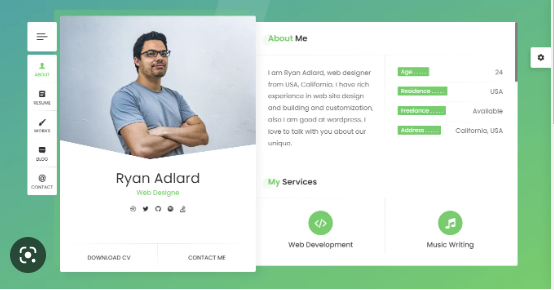 ABOUT
RESUME
WORKS
BLOG
CONTACT
Ryan Adlard
Web Designe
DOWNLOAD CV
CONTACT ME
About Me
I am Ryan Adlard, web designer
from USA, California. I have rich
experience in web site design
and building and customization,
also I am good at wordpress. I
love to talk with you about our
unique.
Age . . . . . 24
Residence . . . . . USA
Freelance . . . . . Available
Address . . . . . California, USA
My Services
Web Development
Music Writing